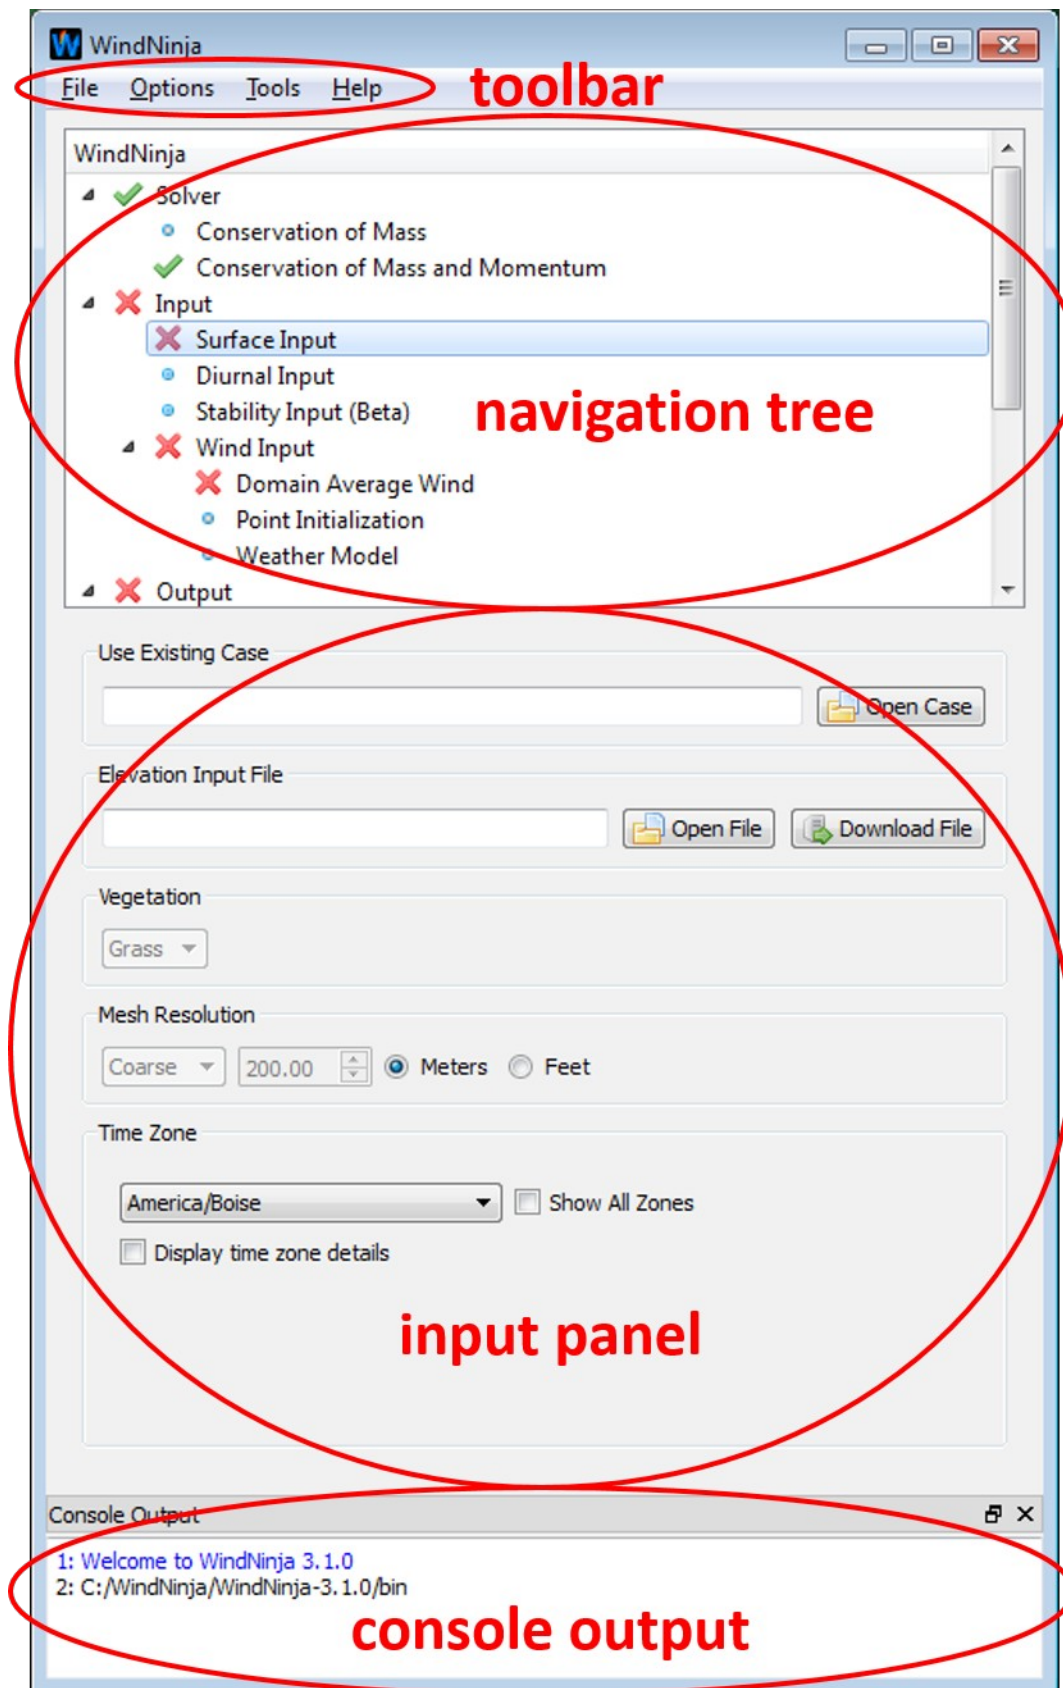 WindNinja
File Options Tools Help toolbar
WindNinja
Solver
Conservation of Mass
Conservation of Mass and Momentum
Input
Surface Input
Diurnal Input
Stability Input (Beta)
navigation tree
Wind Input
Domain Average Wind
Point Initialization
Weather Model
Output
Use Existing Case
Open Case
Elevation Input File
Open File Download File
Vegetation
Grass
Mesh Resolution
Coarse 200.00 Meters Feet
Time Zone
America/Boise Show All Zones
Display time zone details
input panel
Console Output
1: Welcome to WindNinja 3.1.0
2: C:/WindNinja/WindNinja-3.1.0/bin
console output